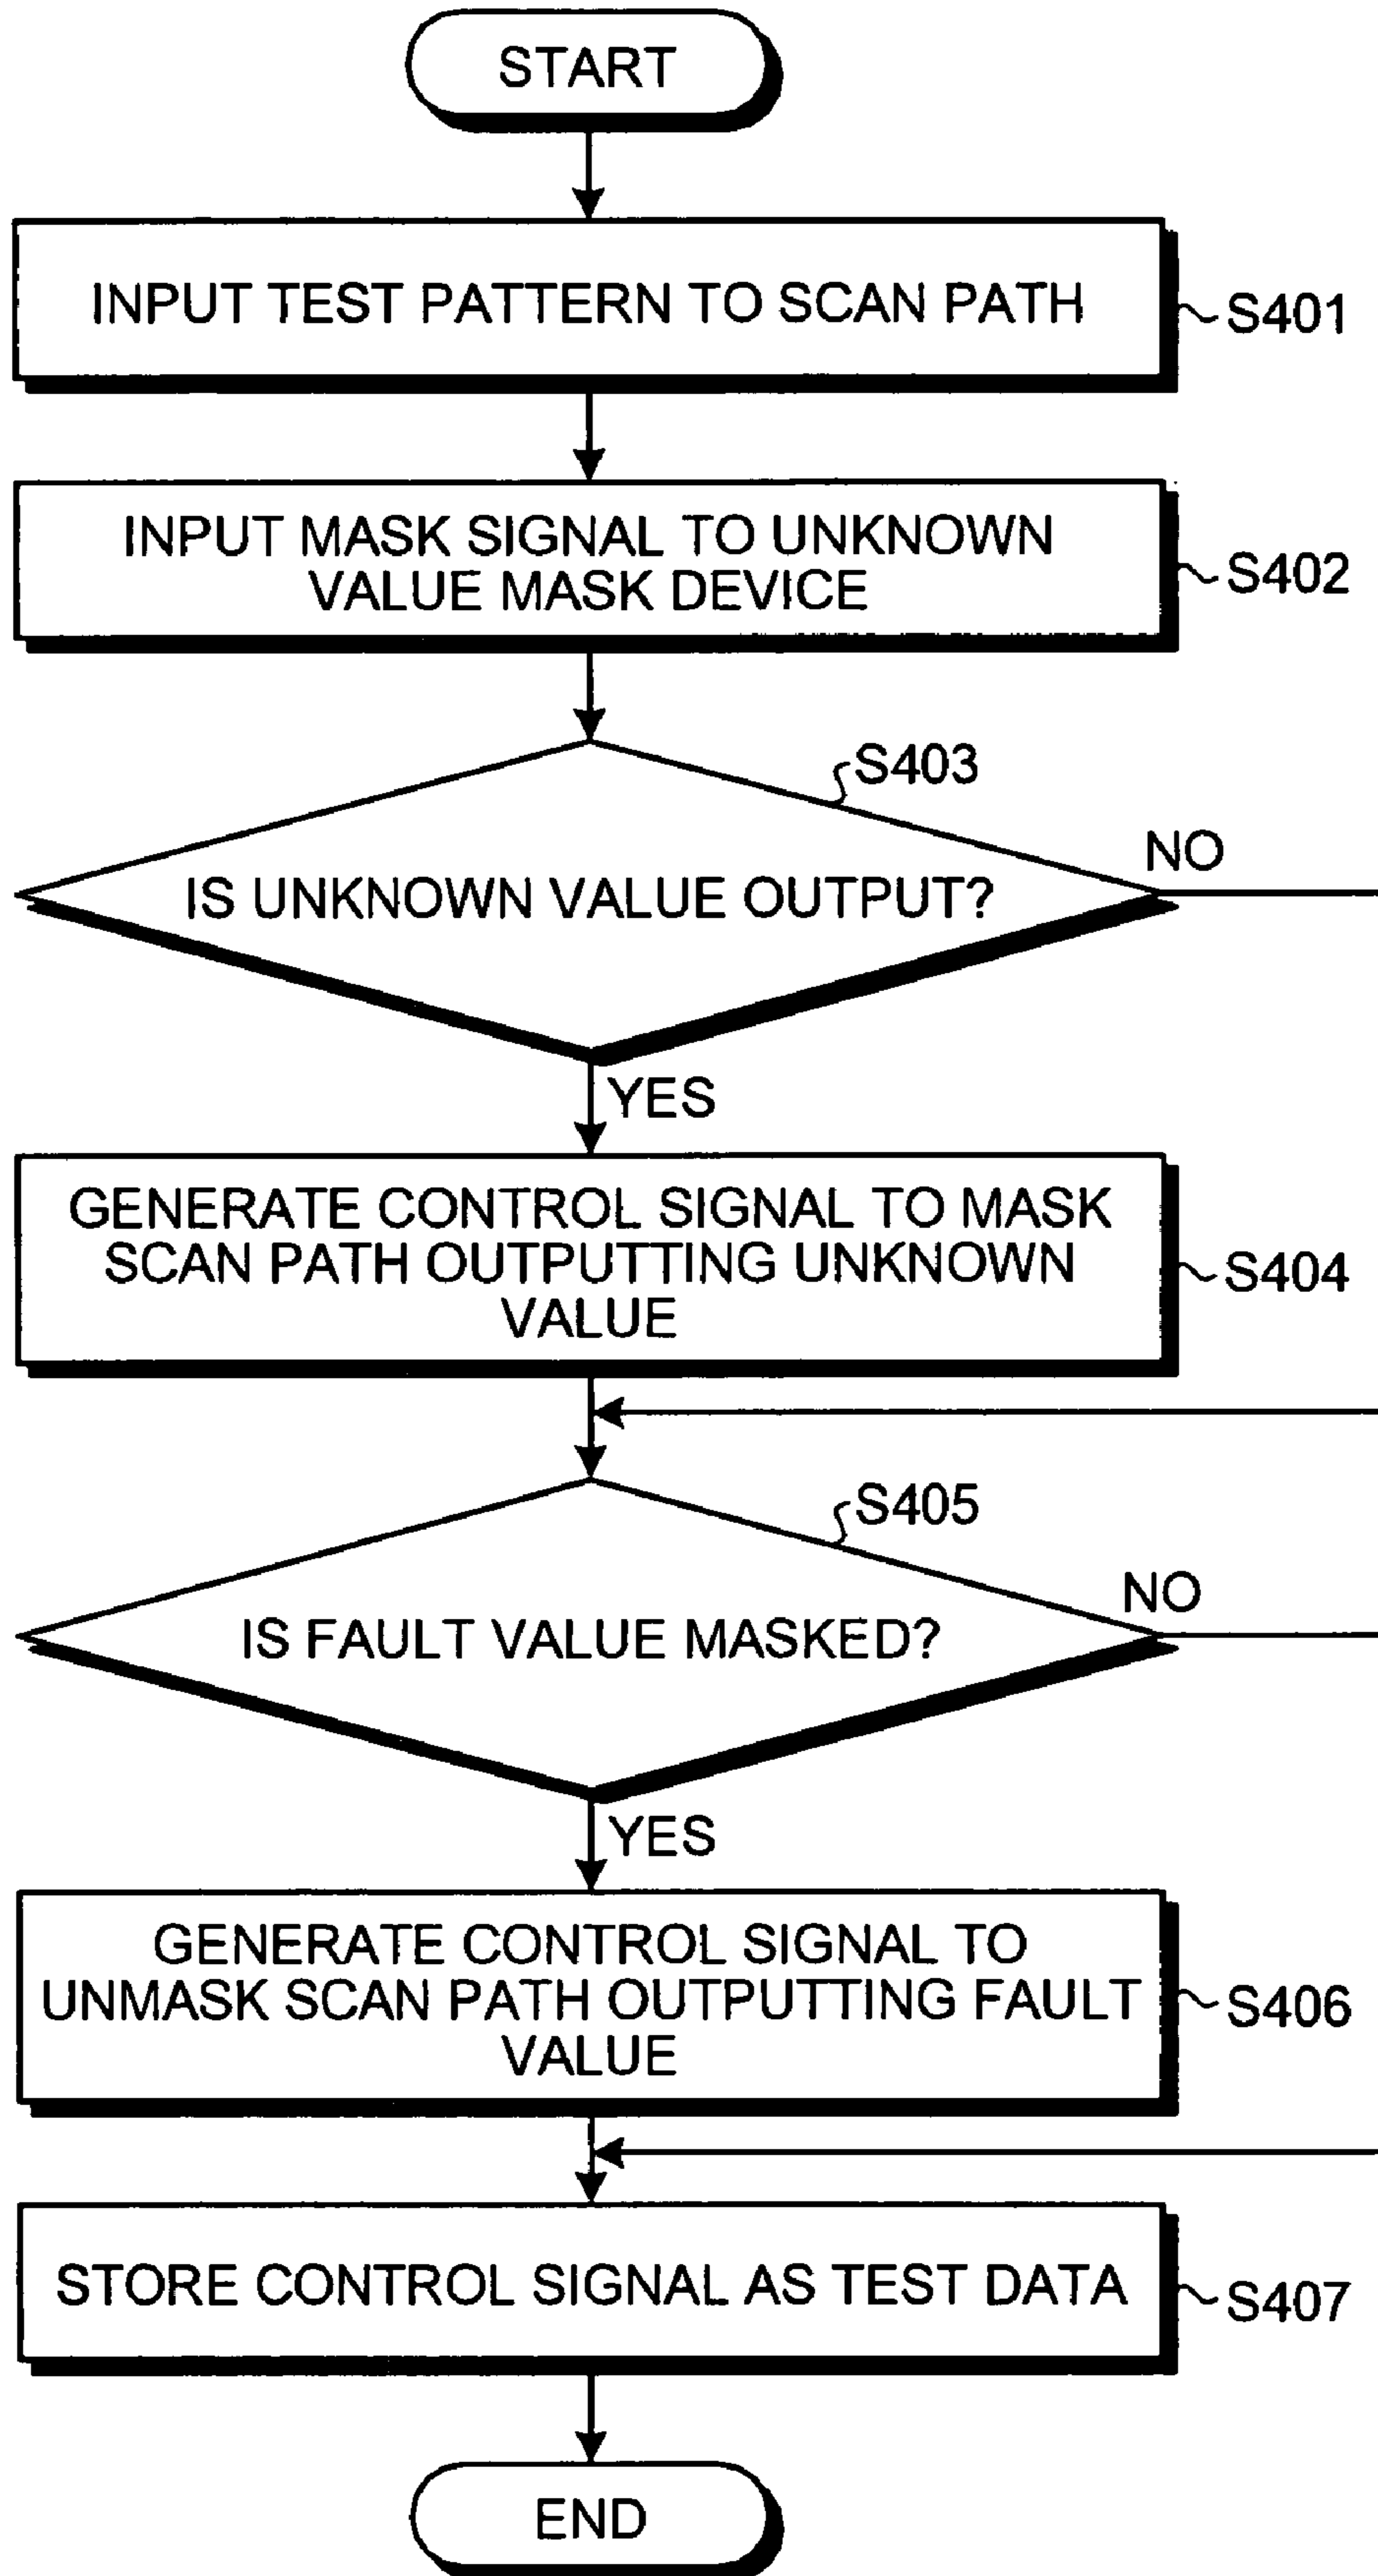 START
INPUT TEST PATTERN TO SCAN PATH
S401
INPUT MASK SIGNAL TO UNKNOWN
VALUE MASK DEVICE
S402
S403
NO
IS UNKNOWN VALUE OUTPUT?
YES
GENERATE CONTROL SIGNAL TO MASK
SCAN PATH OUTPUTTING UNKNOWN
VALUE
S404
S405
NO
IS FAULT VALUE MASKED?
YES
GENERATE CONTROL SIGNAL TO
UNMASK SCAN PATH OUTPUTTING FAULT
VALUE
S406
STORE CONTROL SIGNAL AS TEST DATA
S407
END